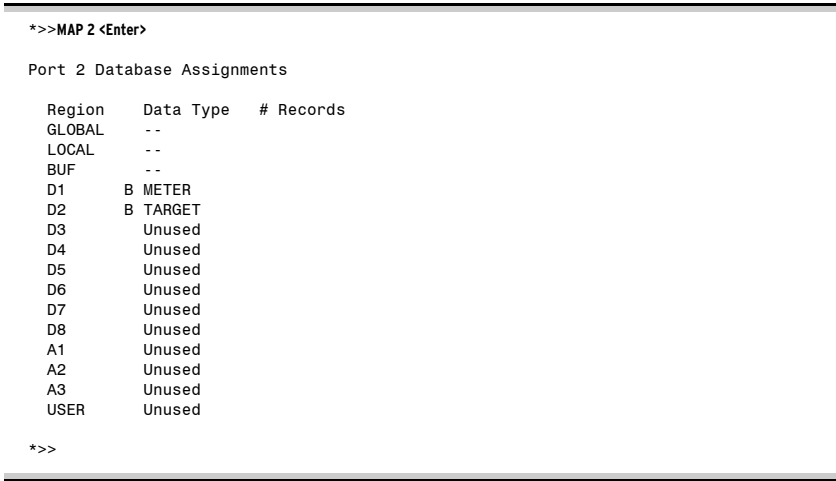 *>>MAP 2 <Enter>
Port 2 Database Assignments
Region Data Type # Records
GLOBAL --
LOCAL --
BUF --
D1 B METER
D2 B TARGET
D3 Unused
D4 Unused
D5 Unused
D6 Unused
D7 Unused
D8 Unused
A1 Unused
A2 Unused
A3 Unused
USER Unused
*>>